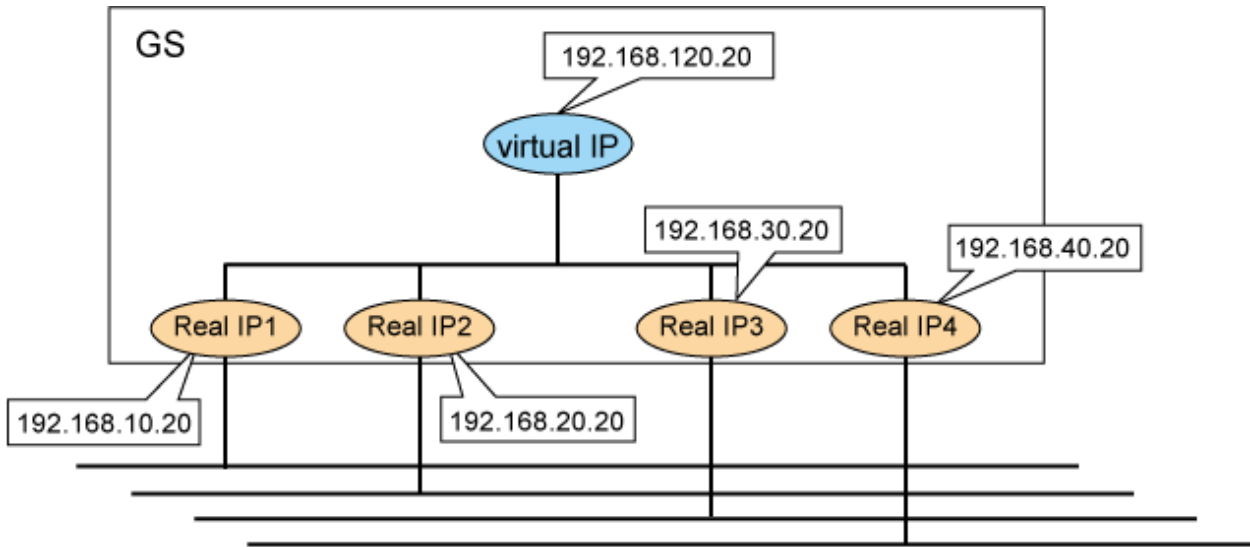 GS
192.168.120.20
virtual IP
192.168.30.20
192.168.40.20
Real IP1
Real IP2
Real IP3
Real IP4
192.168.10.20
192.168.20.20